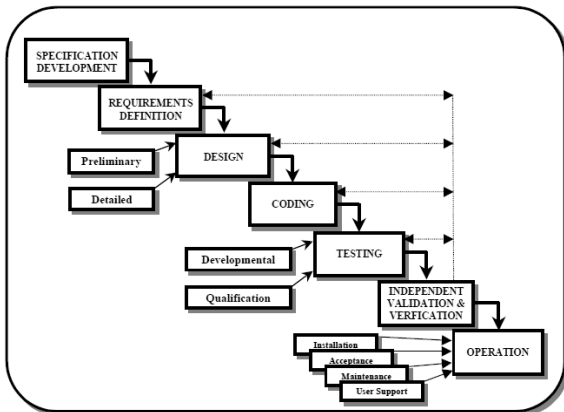 SPECIFICATION
DEVELOPMENT
REQUIREMENTS
DEFINITION
Preliminary
DESIGN
Detailed
CODING
Developmental
TESTING
Qualification
INDEPENDENT
VALIDATION &
VERFICATION
Installation
Acceptance
Maintenance
User Support
OPERATION